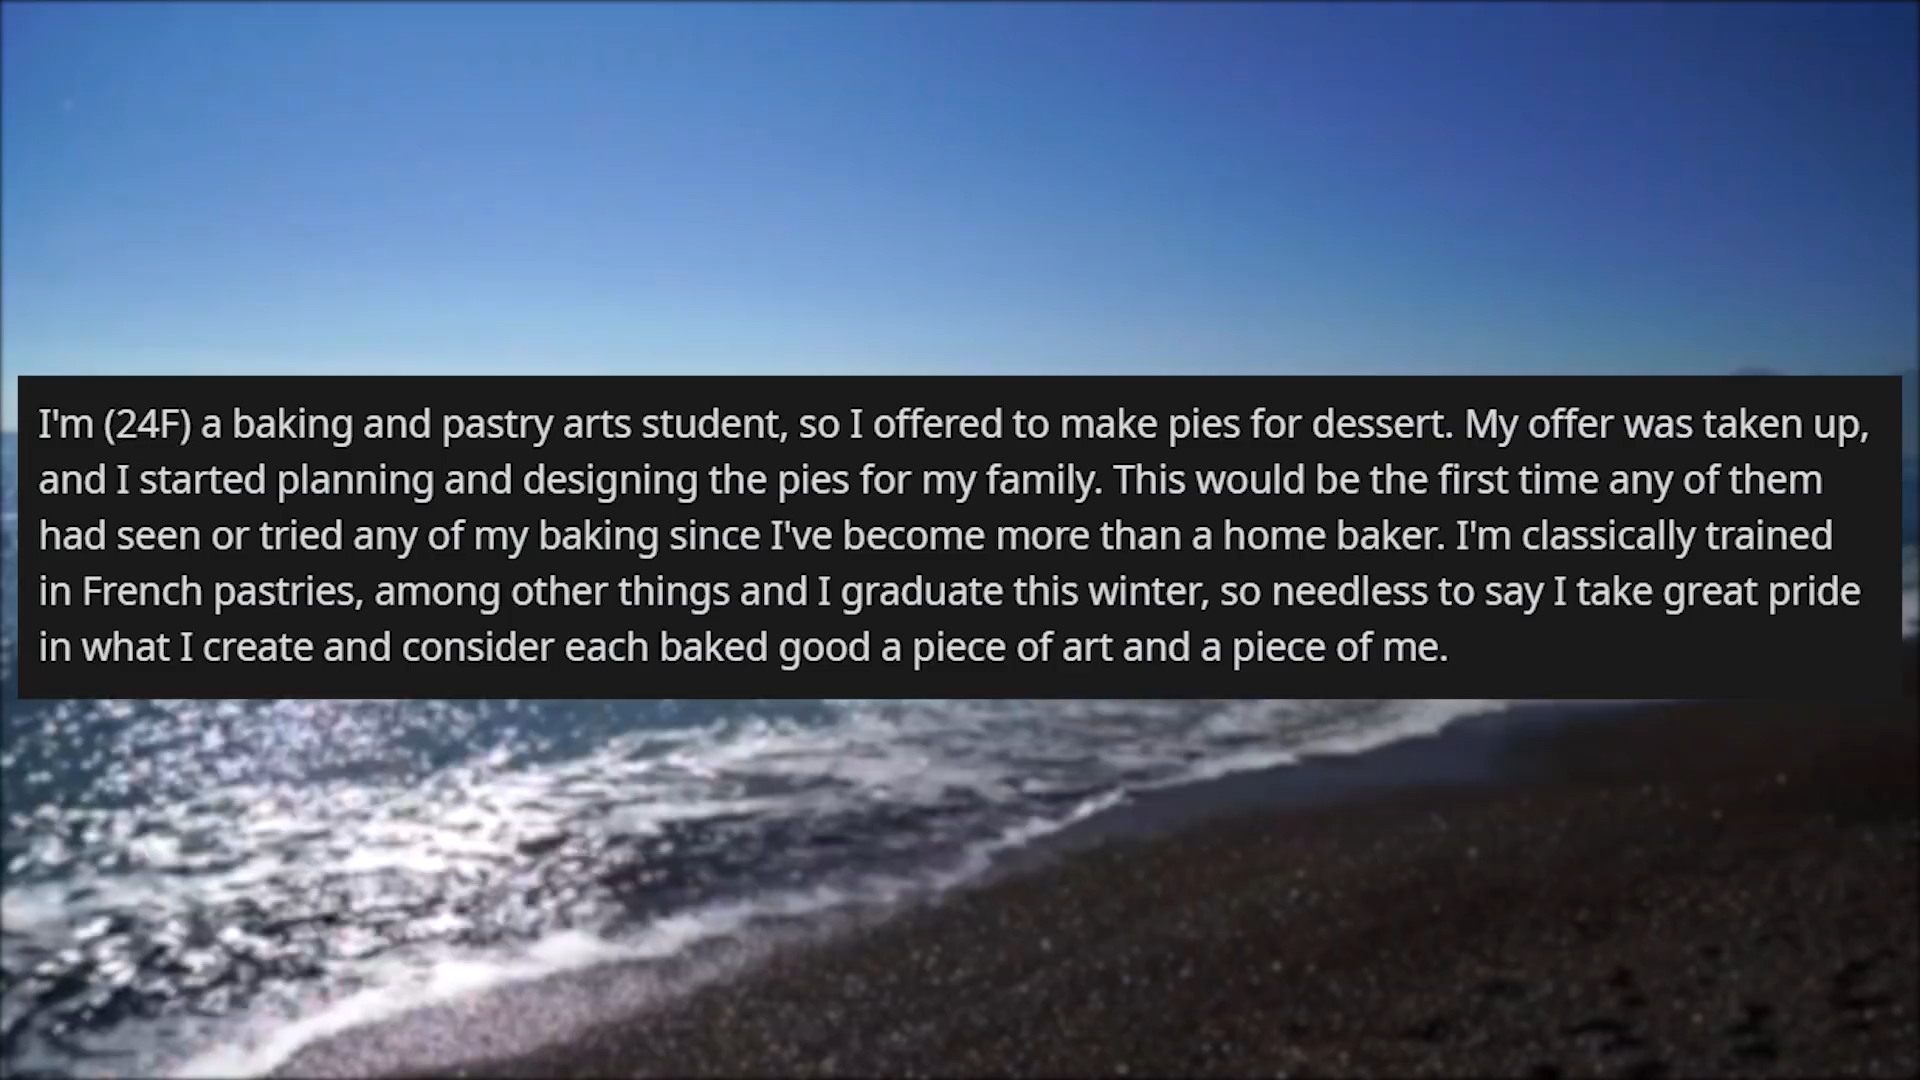 I'm (24F) a baking and pastry arts student, so I offered to make pies for dessert. My offer was taken up,
and I started planning and designing the pies for my family. This would be the first time any of them
had seen or tried any of my baking since I've become more than a home baker. I'm classically trained
in French pastries, among other things and I graduate this winter, so needless to say I take great pride
in what I create and consider each baked good a piece of art and a piece of me.